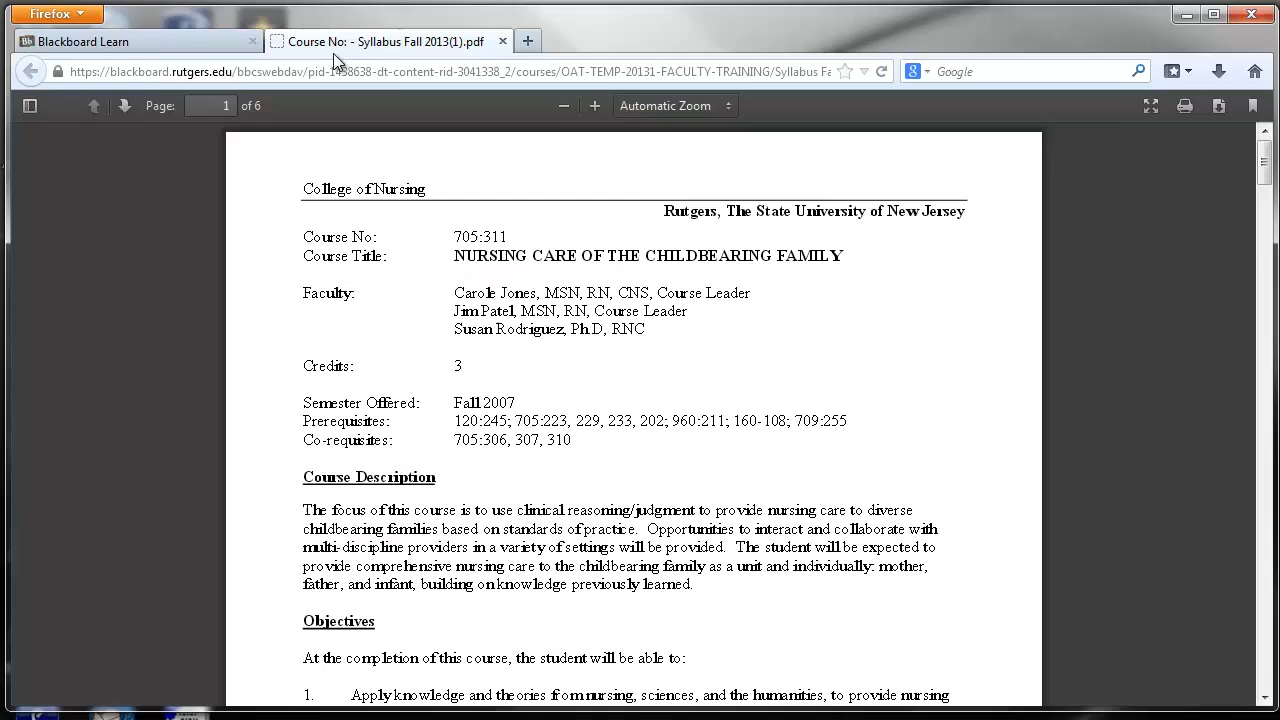 Firefox
Blackboard Learn
Course No: - Syllabus Fall 2013(1).pdf
https://blackboard.rutgers.edu/bbcswebdav/pid-1438638-dt-content-rid-3041338_2/courses/OAT-TEMP-20131-FACULTY-TRAINING/Syllabus Fa
Google
Page: 1 of 6
Automatic Zoom
College of Nursing
Rutgers, The State University of New Jersey
Course No: 705:311
Course Title: NURSING CARE OF THE CHILDBEARING FAMILY
Faculty: Carole Jones, MSN, RN, CNS, Course Leader
Jim Patel, MSN, RN, Course Leader
Susan Rodriguez, Ph.D, RNC
Credits: 3
Semester Offered: Fall 2007
Prerequisites: 120:245; 705:223, 229, 233, 202; 960:211; 160-108; 709:255
Co-requisites: 705:306, 307, 310
Course Description
The focus of this course is to use clinical reasoning/judgment to provide nursing care to diverse
childbearing families based on standards of practice. Opportunities to interact and collaborate with
multi-discipline providers in a variety of settings will be provided. The student will be expected to
provide comprehensive nursing care to the childbearing family as a unit and individually: mother,
father, and infant, building on knowledge previously learned.
Objectives
At the completion of this course, the student will be able to:
1. Apply knowledge and theories from nursing, sciences, and the humanities, to provide nursing